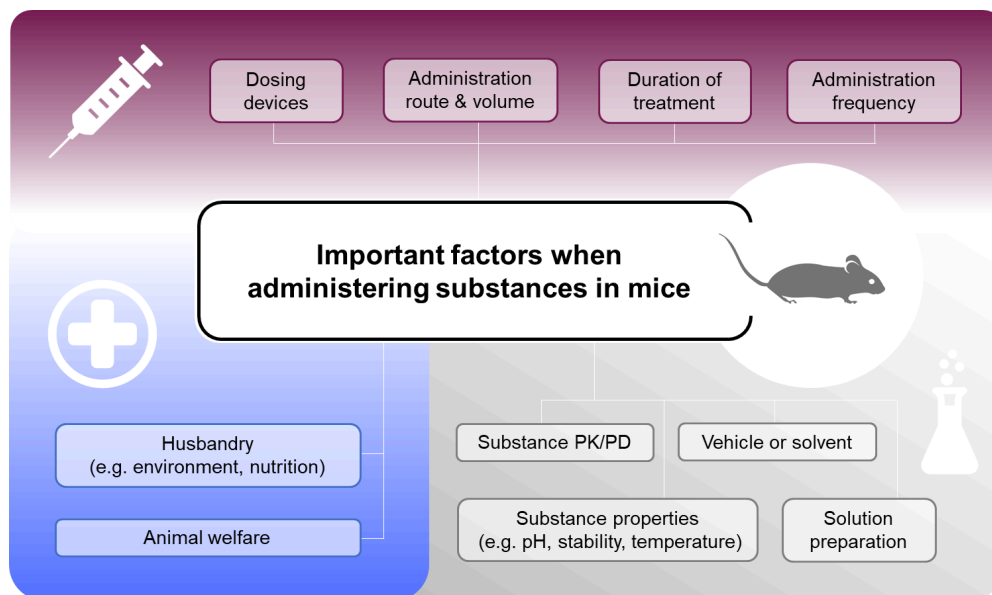 Dosing
devices
Administration
route & volume
Duration of
treatment
Administration
frequency
Important factors when
administering substances in mice
Husbandry
(e.g. environment, nutrition)
Animal welfare
Substance PK/PD
Vehicle or solvent
Substance properties
(e.g. pH, stability, temperature)
Solution
preparation